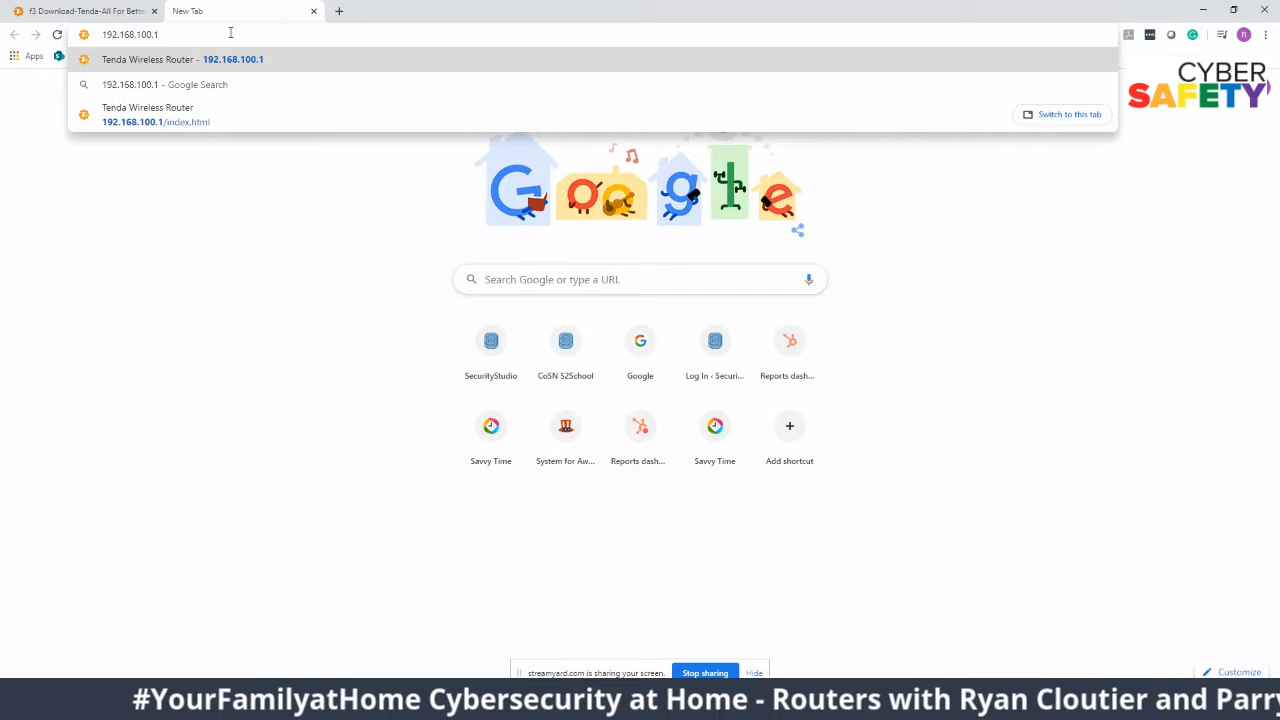 f3 Download-Tenda-All For Bette
New Tab
192.168.100.1
Tenda Wireless Router - 192.168.100.1
Apps
192.168.100.1 - Google Search
Tenda Wireless Router
192.168.100.1/index.html
Switch to this tab
CYBER
SAFETY
Google
Search Google or type a URL
SecurityStudio
CoSN S2School
Google
Log In ‹ Securi...
Reports dash...
Savvy Time
System for Aw...
Reports dash...
Savvy Time
Add shortcut
streamyard.com is sharing your screen.
Stop sharing
Hide
Customize
#YourFamilyatHome Cybersecurity at Home - Routers with Ryan Cloutier and Parry